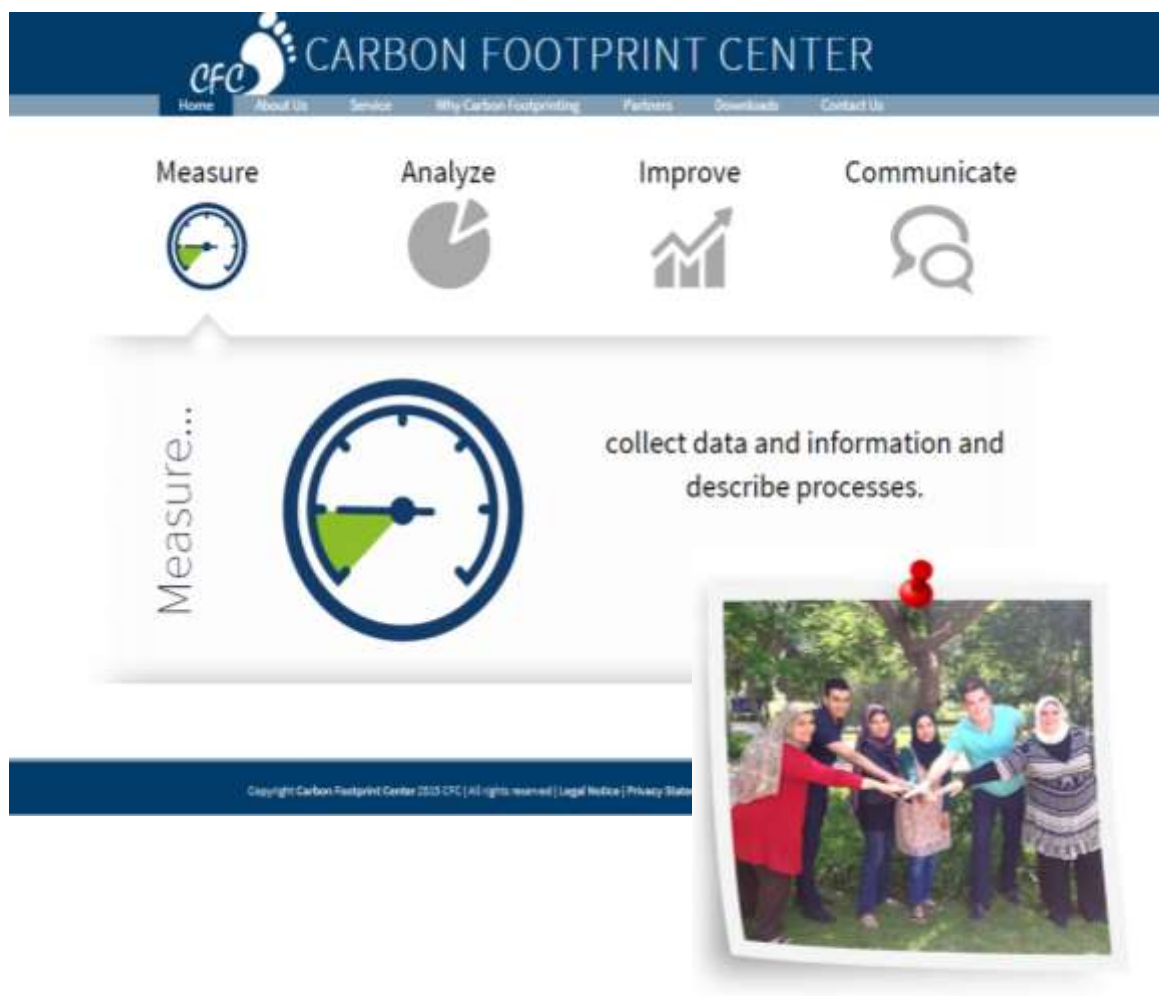 CFC
CARBON FOOTPRINT CENTER
Home About Us Service Why Carbon Footprinting Partners Downloads Contact Us
Measure Analyze Improve Communicate
Measure...
collect data and information and
describe processes.
Copyright Carbon Footprint Center 2015 CFC | All rights reserved | Legal Notice | Privacy State